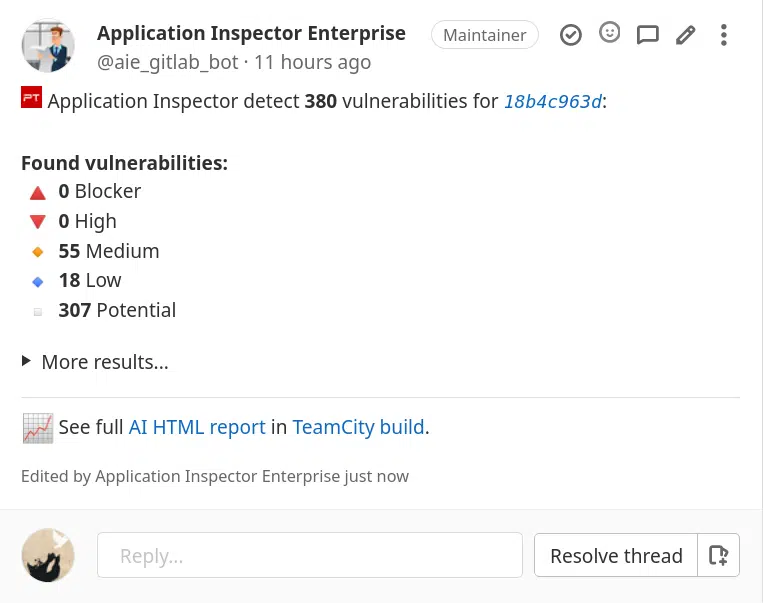 Application Inspector Enterprise Maintainer
@aie_gitlab_bot · 11 hours ago
PT Application Inspector detect 380 vulnerabilities for 18b4c963d:
Found vulnerabilities:
0 Blocker
0 High
55 Medium
18 Low
307 Potential
More results...
See full AI HTML report in TeamCity build.
Edited by Application Inspector Enterprise just now
Reply...
Resolve thread